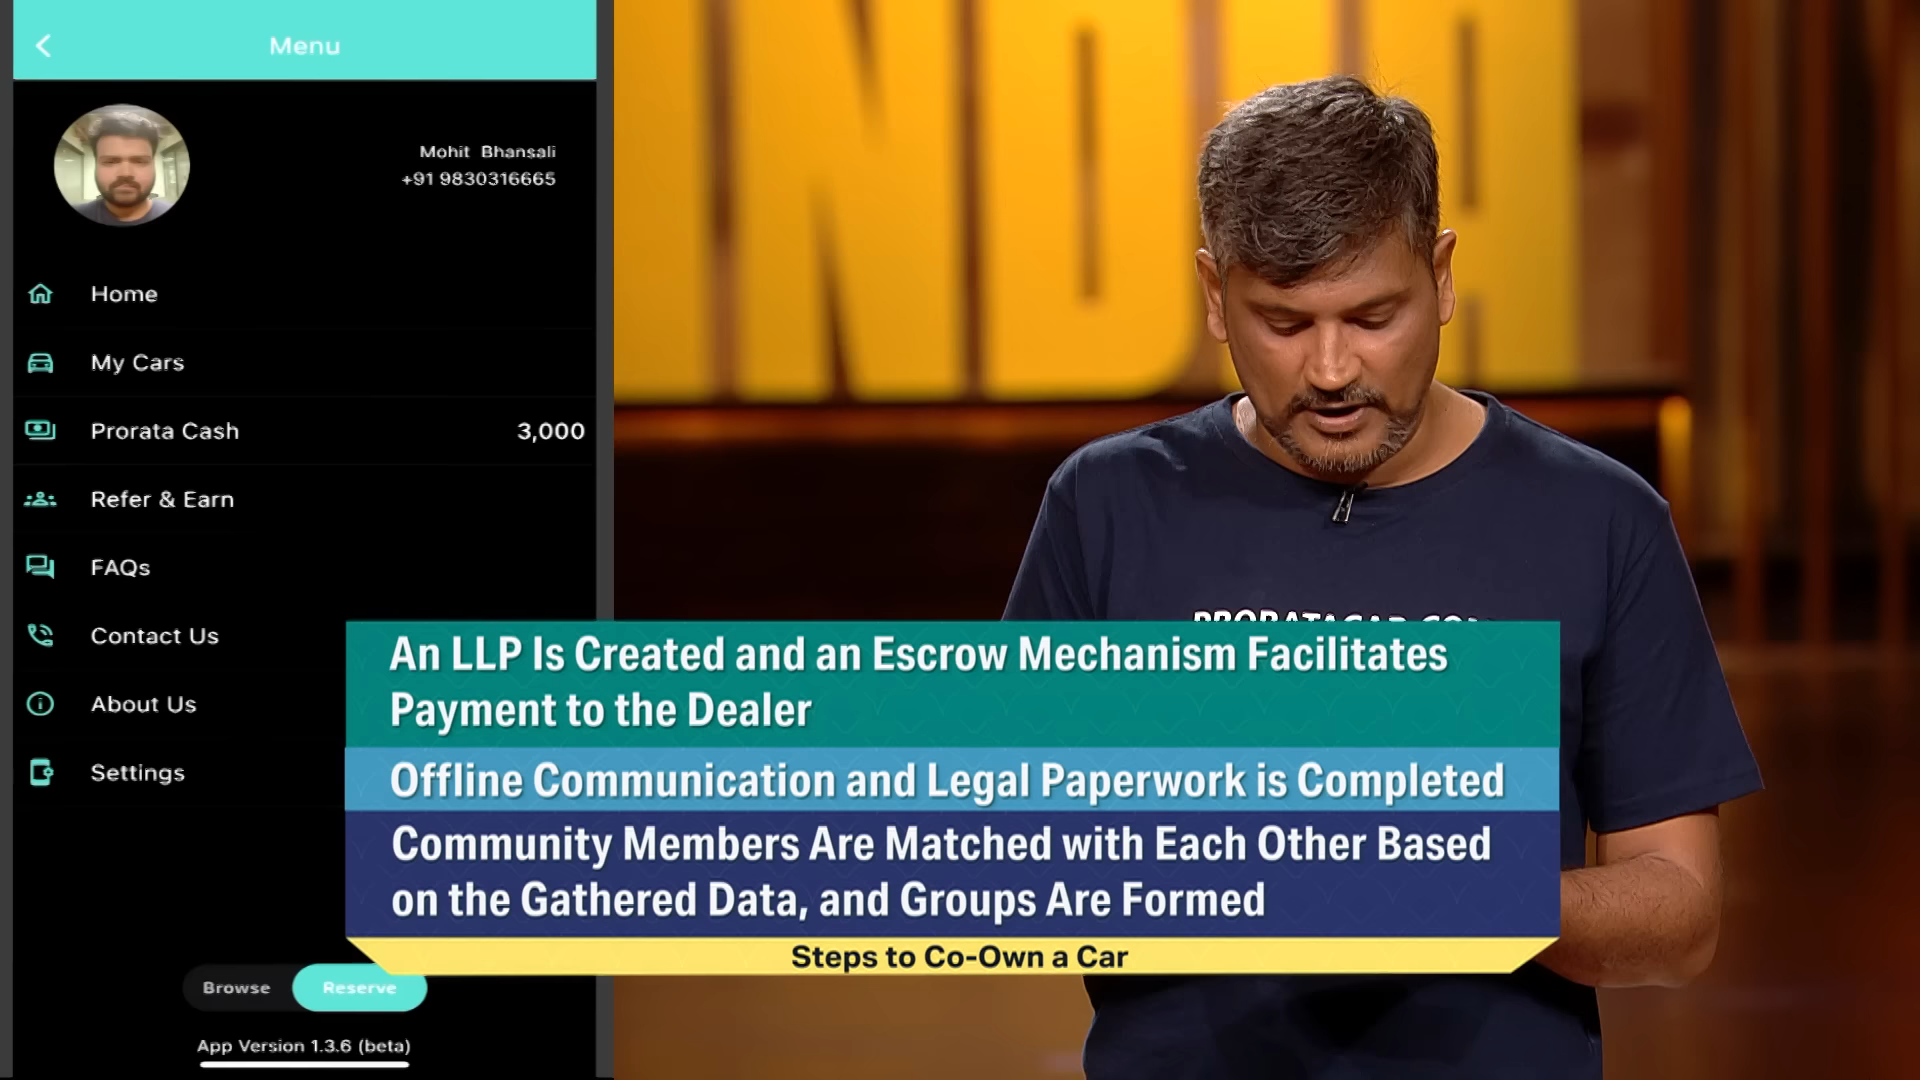 Menu
Mohit Bhansali
+91 9830316665
Home
My Cars
Prorata Cash 3,000
Refer & Earn
FAQs
Contact Us
About Us
Settings
Browse Reserve
App Version 1.3.6 (beta)
INDIA
An LLP Is Created and an Escrow Mechanism Facilitates
Payment to the Dealer
Offline Communication and Legal Paperwork is Completed
Community Members Are Matched with Each Other Based
on the Gathered Data, and Groups Are Formed
Steps to Co-Own a Car